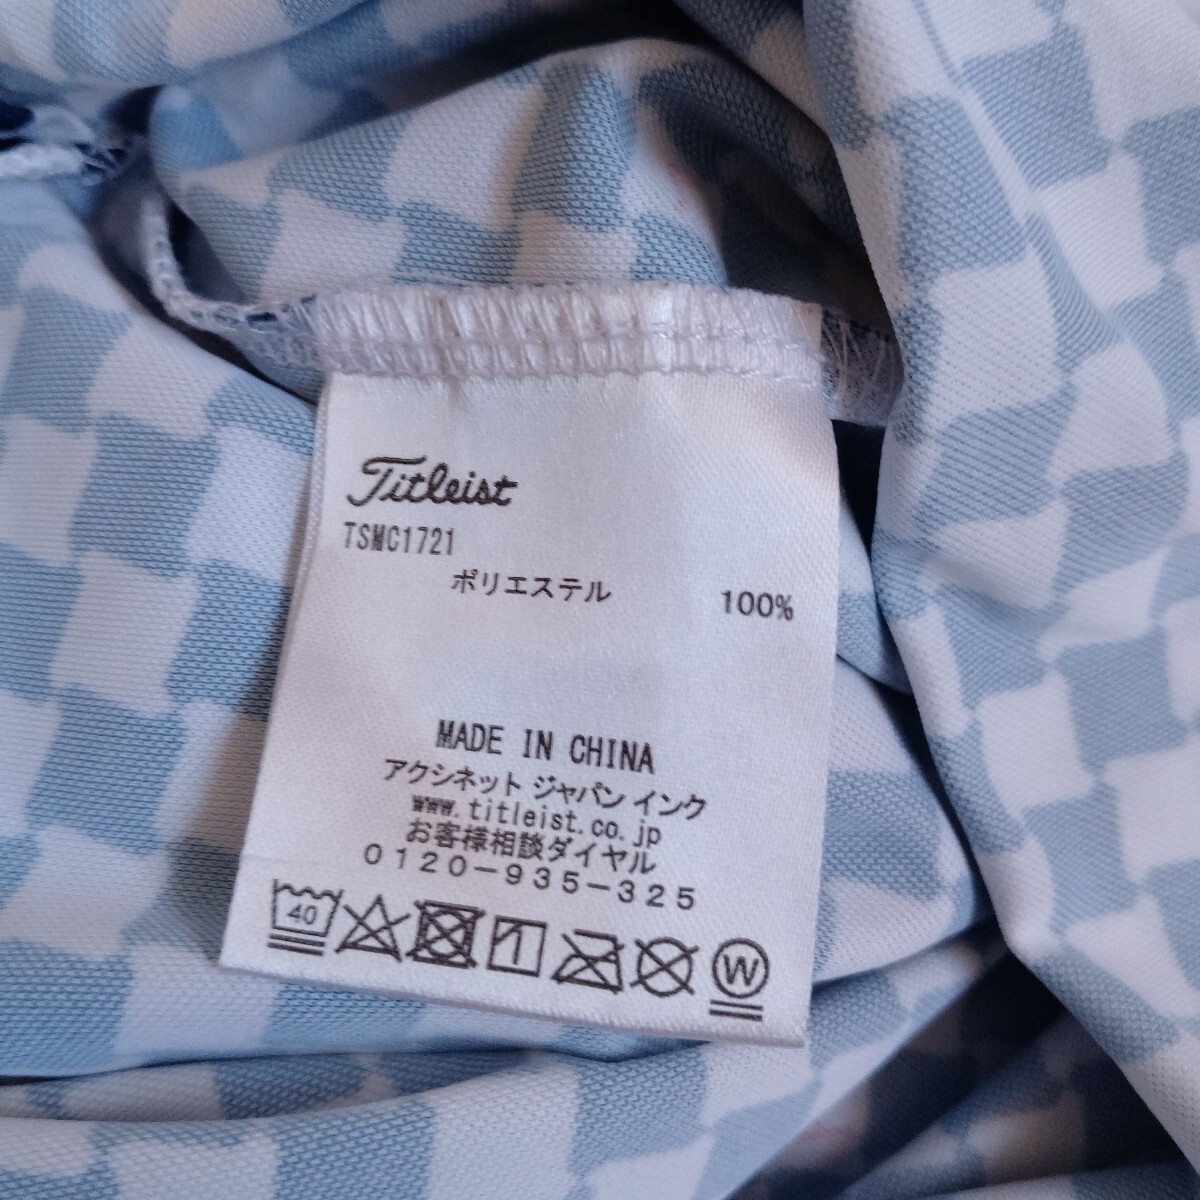 Titleist
TSMC1721
ポリエステル 100%
MADE IN CHINA
アクシネット ジャパン インク
www.titleist.co.jp
お客様相談ダイヤル
0120-935-325
40 W